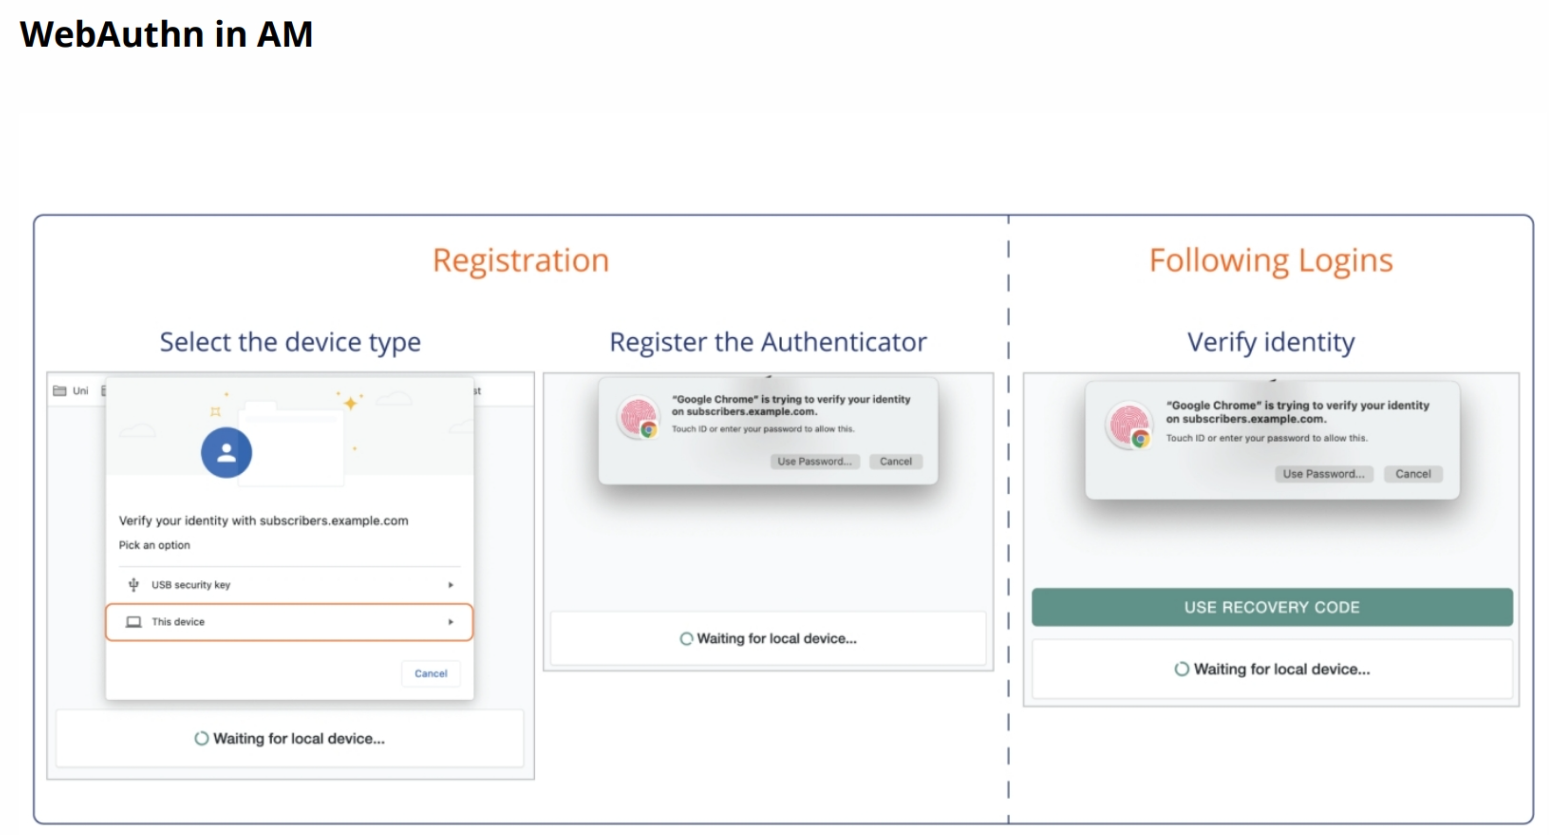 WebAuthn in AM
Registration
Select the device type
Uni
st
Verify your identity with subscribers.example.com
Pick an option
USB security key
This device
Cancel
Waiting for local device...
Register the Authenticator
"Google Chrome" is trying to verify your identity
on subscribers.example.com.
Touch ID or enter your password to allow this.
Use Password... Cancel
Waiting for local device...
Following Logins
Verify identity
"Google Chrome" is trying to verify your identity
on subscribers.example.com.
Touch ID or enter your password to allow this.
Use Password... Cancel
USE RECOVERY CODE
Waiting for local device...